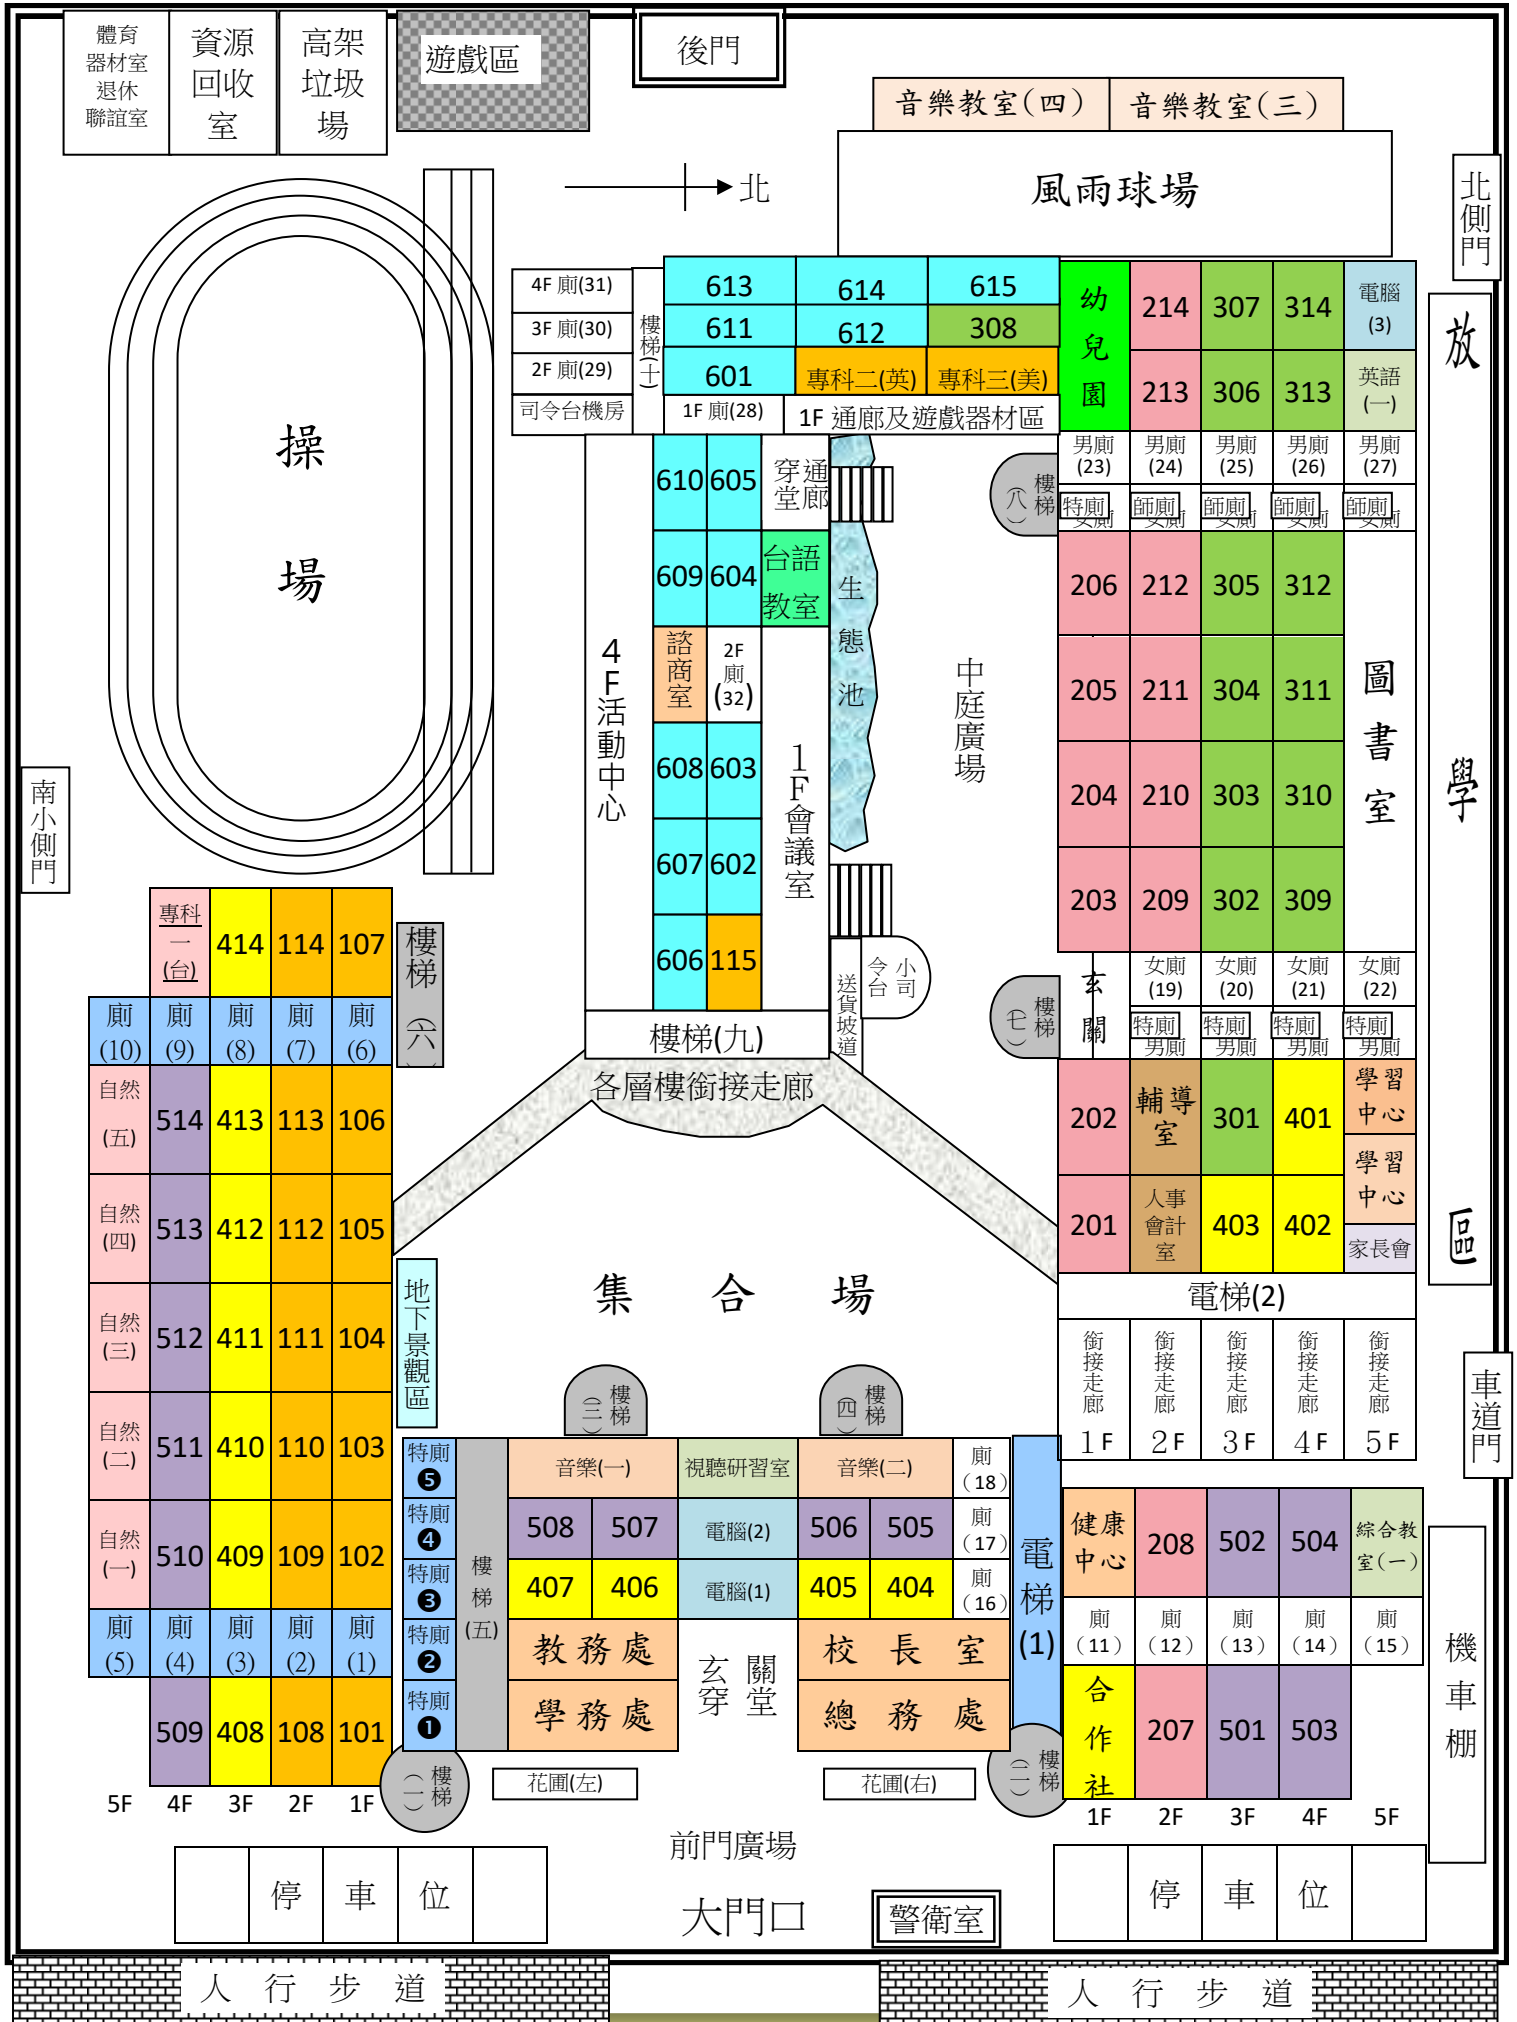 體育
器材室
退休
聯誼室
資源
回收
室
高架
垃圾
場
遊戲區
後門
音樂教室(四)
音樂教室(三)
風雨球場
北
北側門
放學區
操場
南小側門
4F 廁(31)
3F 廁(30)
2F 廁(29)
司令台機房
樓梯(十)
613
614
615
611
612
308
601
專科二(英)
專科三(美)
1F 廁(28)
1F 通廊及遊戲器材區
4F活動中心
610
605
穿堂
通廊
609
604
台語
教室
諮商室
2F
廁
(32)
1F會議室
608
603
607
602
606
115
樓梯(九)
生態池
中庭廣場
小司令台
送貨坡道
各層樓銜接走廊
幼兒園
214
307
314
電腦
(3)
213
306
313
英語
(一)
男廁
(23)
男廁
(24)
男廁
(25)
男廁
(26)
男廁
(27)
樓梯(八)
特廁
女廁
師廁
女廁
師廁
女廁
師廁
女廁
師廁
女廁
206
212
305
312
205
211
304
311
204
210
303
310
203
209
302
309
圖書室
玄關
女廁
(19)
女廁
(20)
女廁
(21)
女廁
(22)
樓梯(七)
特廁
男廁
特廁
男廁
特廁
男廁
特廁
男廁
202
輔導
室
301
401
學習
中心
學習
中心
201
人事
會計
室
403
402
家長會
電梯(2)
銜接走廊
1F
銜接走廊
2F
銜接走廊
3F
銜接走廊
4F
銜接走廊
5F
車道門
專科
一
(台)
414
114
107
樓梯(六)
廁
(10)
廁
(9)
廁
(8)
廁
(7)
廁
(6)
自然
(五)
514
413
113
106
自然
(四)
513
412
112
105
自然
(三)
512
411
111
104
自然
(二)
511
410
110
103
自然
(一)
510
409
109
102
廁
(5)
廁
(4)
廁
(3)
廁
(2)
廁
(1)
509
408
108
101
5F
4F
3F
2F
1F
地下景觀區
集合場
樓梯(三)
樓梯(四)
特廁
❺
音樂(一)
視聽研習室
音樂(二)
廁
(18)
特廁
❹
508
507
電腦(2)
506
505
廁
(17)
特廁
❸
407
406
電腦(1)
405
404
廁
(16)
特廁
❷
樓梯(五)
教務處
玄關
穿堂
校長室
特廁
❶
學務處
總務處
電梯(1)
樓梯(一)
花圃(左)
花圃(右)
樓梯(二)
健康
中心
208
502
504
綜合教
室(一)
廁
(11)
廁
(12)
廁
(13)
廁
(14)
廁
(15)
合作社
207
501
503
1F
2F
3F
4F
5F
機車棚
前門廣場
大門口
警衛室
停車位
停車位
人行步道
人行步道